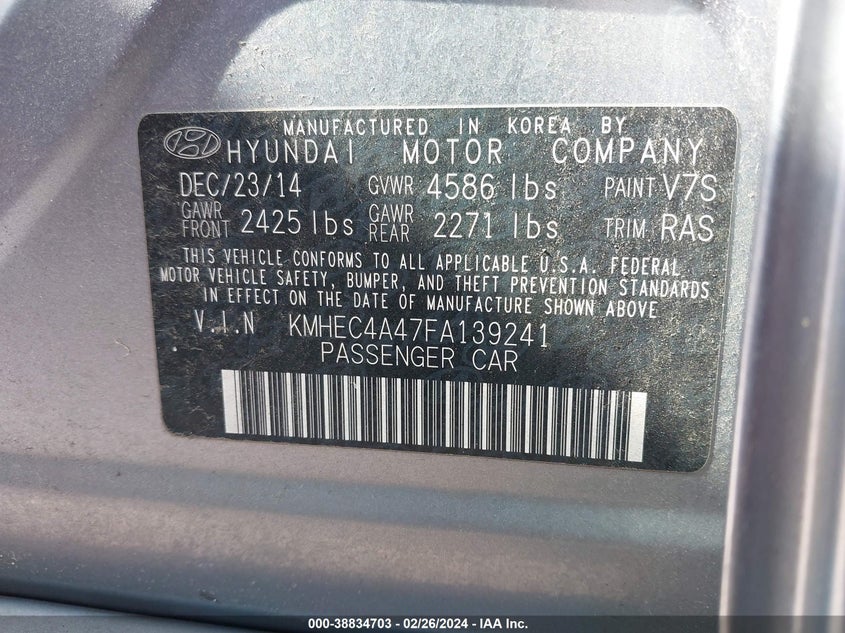 MANUFACTURED IN KOREA BY
HYUNDAI MOTOR COMPANY
DEC/23/14 GVWR 4586 lbs PAINT V7S
GAWR FRONT 2425 lbs GAWR REAR 2271 lbs TRIM RAS
THIS VEHICLE CONFORMS TO ALL APPLICABLE U.S.A. FEDERAL
MOTOR VEHICLE SAFETY, BUMPER, AND THEFT PREVENTION STANDARDS
IN EFFECT ON THE DATE OF MANUFACTURE SHOWN ABOVE
V.I.N KMHEC4A47FA139241
PASSENGER CAR
000-38834703 - 02/26/2024 - IAA Inc.